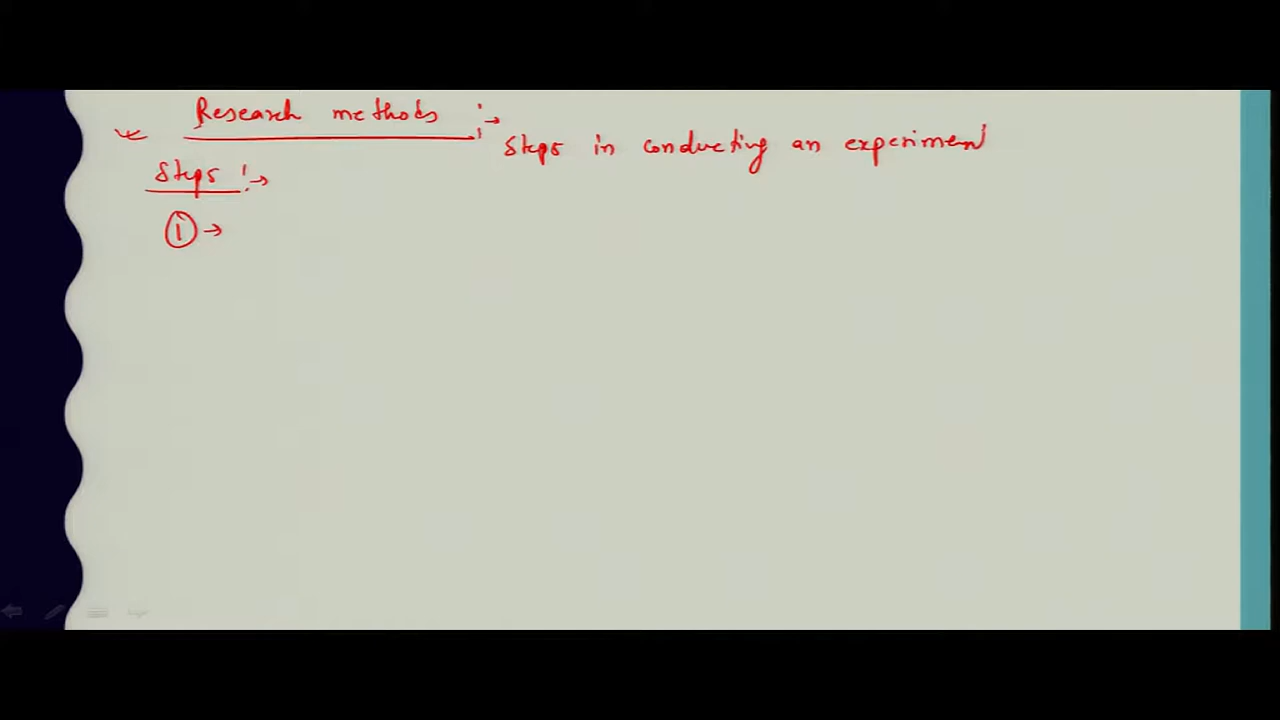 Research methods :→
Steps in conducting an experiment
Steps :→
① →